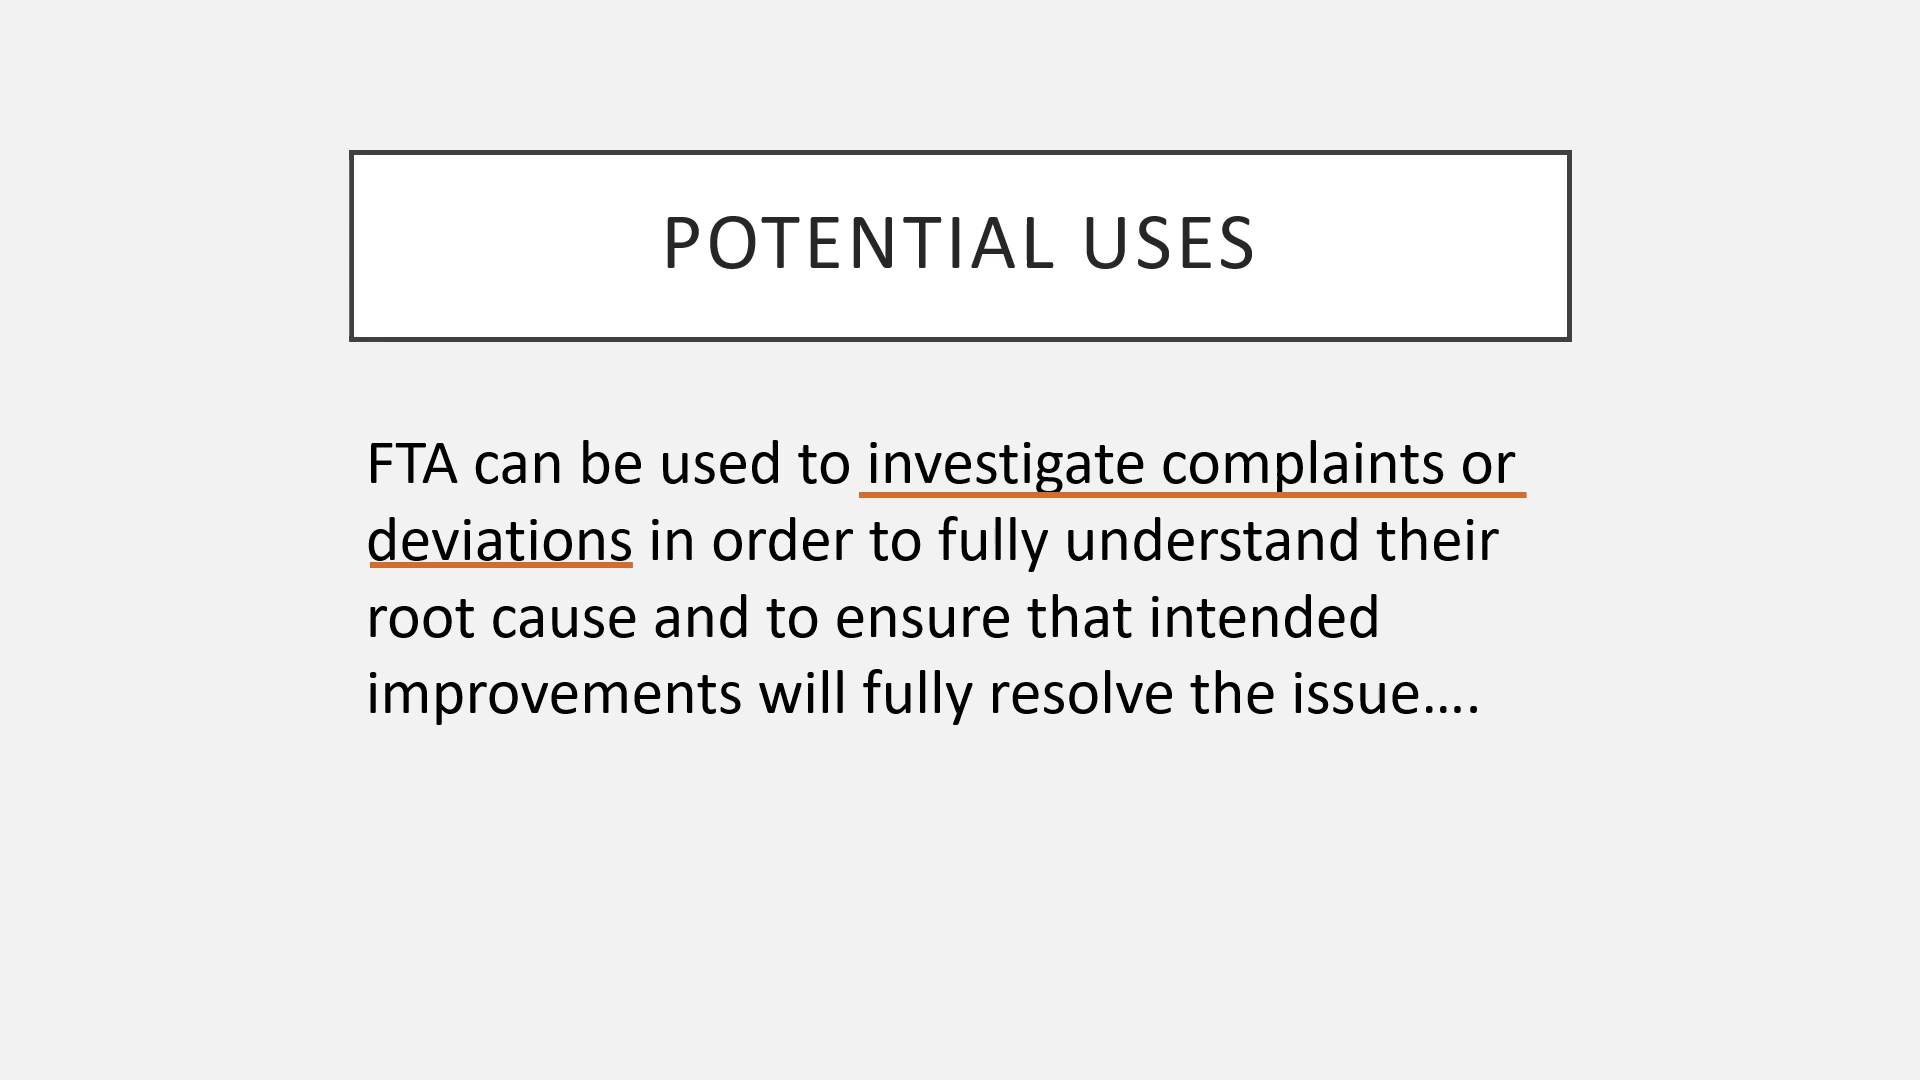 POTENTIAL USES
FTA can be used to investigate complaints or
deviations in order to fully understand their
root cause and to ensure that intended
improvements will fully resolve the issue….